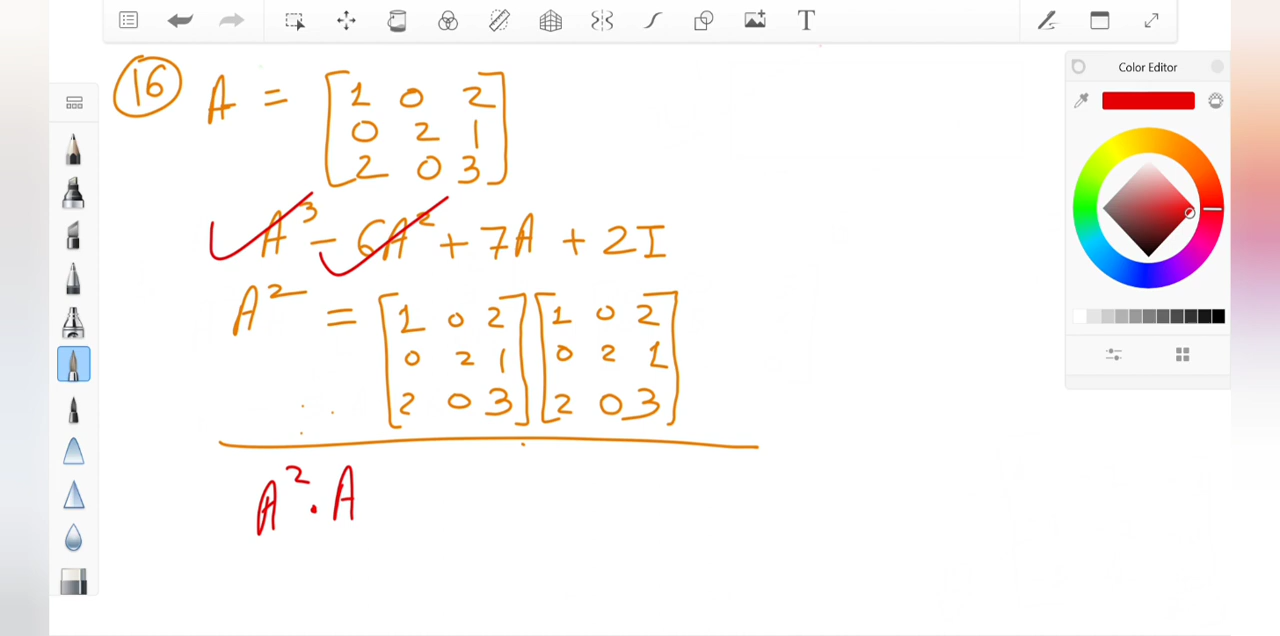 T
Color Editor
16 A = [1 0 2
0 2 1
2 0 3]
A³ - 6A² + 7A + 2I
A² = [1 0 2] [1 0 2]
0 2 1 0 2 1
2 0 3 2 0 3
A² . A